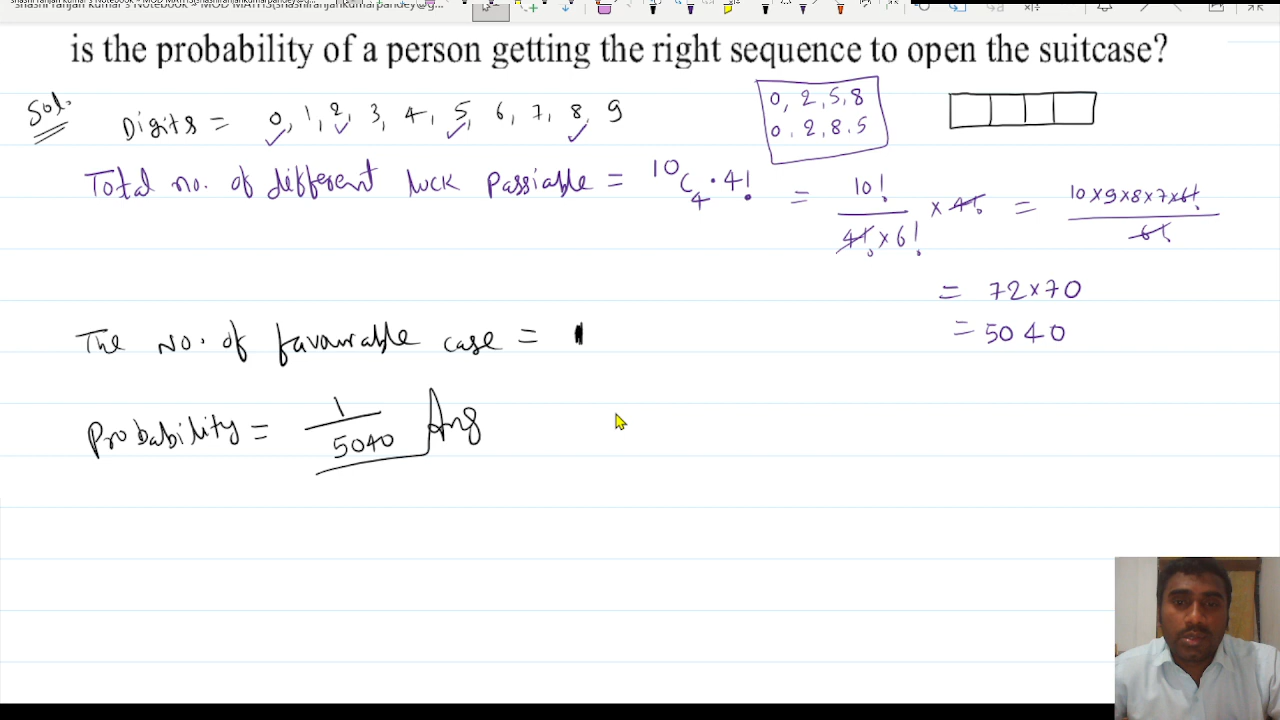 is the probability of a person getting the right sequence to open the suitcase?
Sol.
Digits = 0, 1, 2, 3, 4, 5, 6, 7, 8, 9
0, 2, 5, 8
0, 2, 8.5
Total no. of different luck Passiable = ¹⁰C₄ · 4! = 10! / 4! × 6! × 4! = 10 × 9 × 8 × 7 × 6! / 6!
= 72 × 70
= 5040
The No. of favourable case = 1
Probability = 1 / 5040 Ans